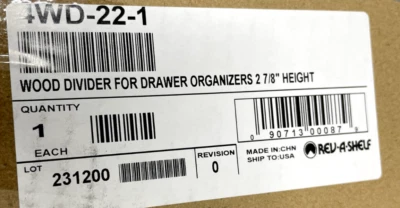 4WD-22-1
WOOD DIVIDER FOR DRAWER ORGANIZERS 2 7/8" HEIGHT
QUANTITY
1
EACH
0 90713 00087 8
LOT
231200
REVISION
0
MADE IN:CHN
SHIP TO:USA
REV-A-SHELF